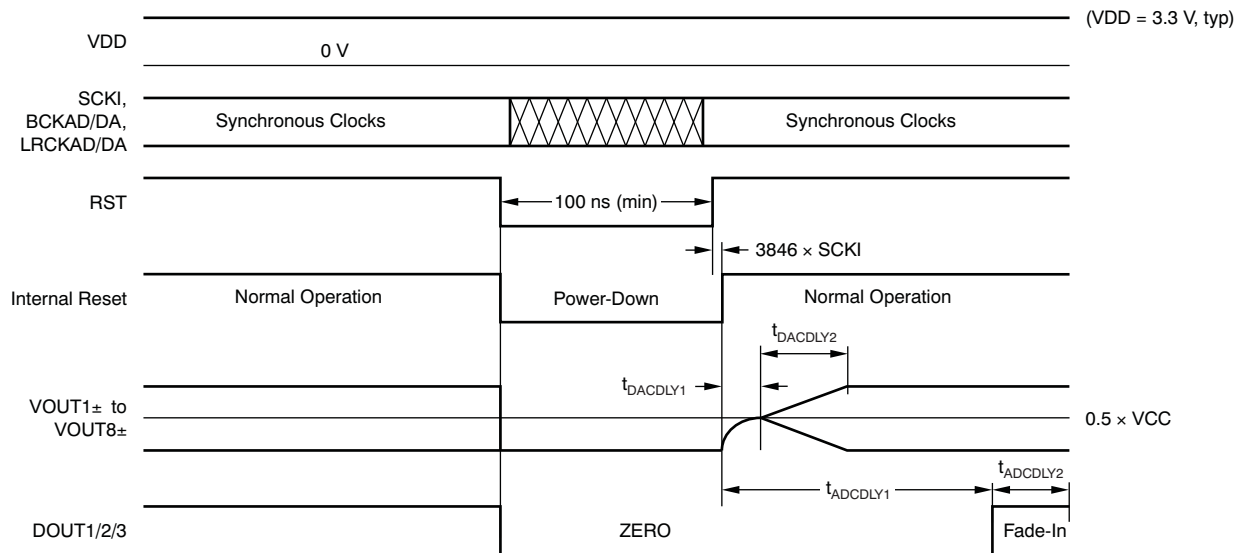 (VDD = 3.3 V, typ)
VDD
0 V
SCKI,
BCKAD/DA,
LRCKAD/DA
Synchronous Clocks
Synchronous Clocks
RST
100 ns (min)
3846 × SCKI
Internal Reset
Normal Operation
Power-Down
Normal Operation
tDACDLY2
tDACDLY1
VOUT1± to
VOUT8±
0.5 × VCC
tADCDLY1
tADCDLY2
DOUT1/2/3
ZERO
Fade-In